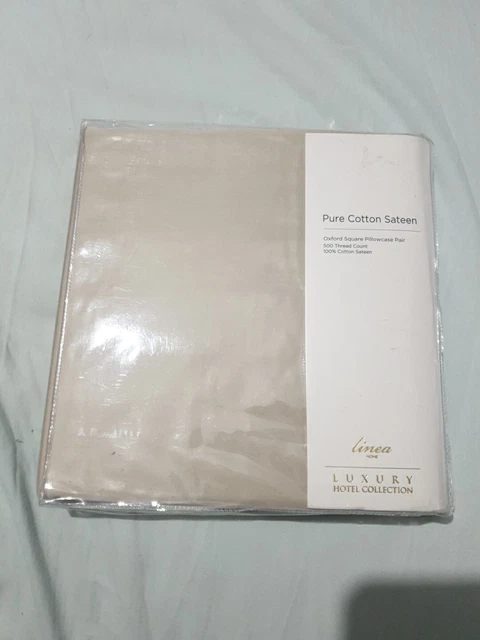 Pure Cotton Sateen
Oxford Square Pillowcase Pair
500 Thread Count
100% Cotton Sateen
linea
HOME
LUXURY
HOTEL COLLECTION